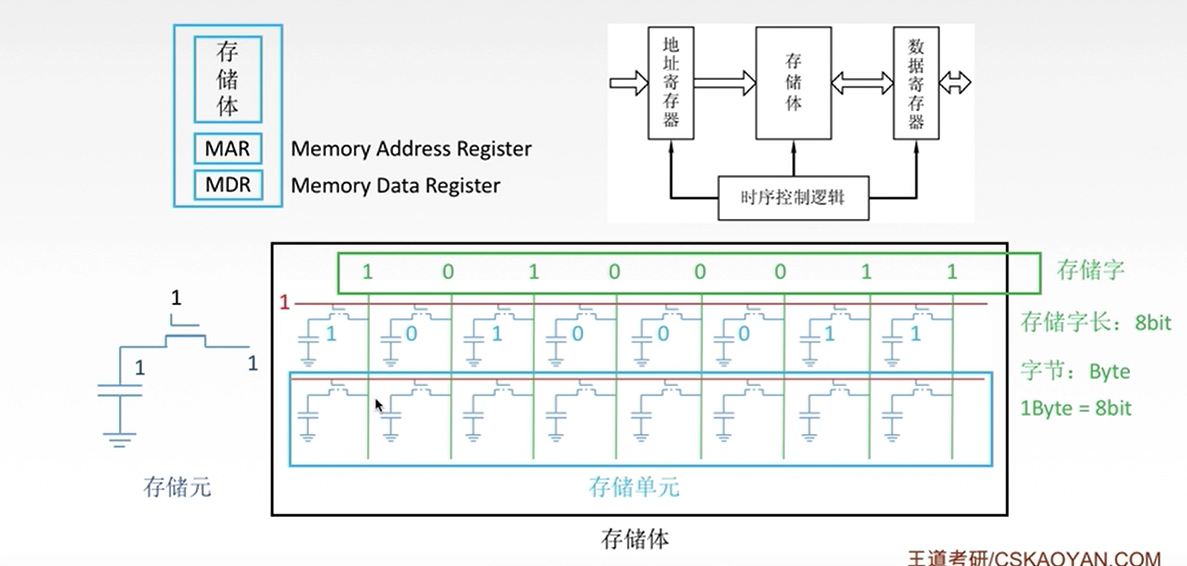 存储体
MAR
Memory Address Register
MDR
Memory Data Register
地址寄存器
存储体
数据寄存器
时序控制逻辑
1 0 1 0 0 0 1 1
存储字
1
1
1 0 1 0 0 0 1 1
存储字长：8bit
1
1
字节：Byte
1Byte = 8bit
存储元
存储单元
存储体
王道考研/CSKAOYAN.COM